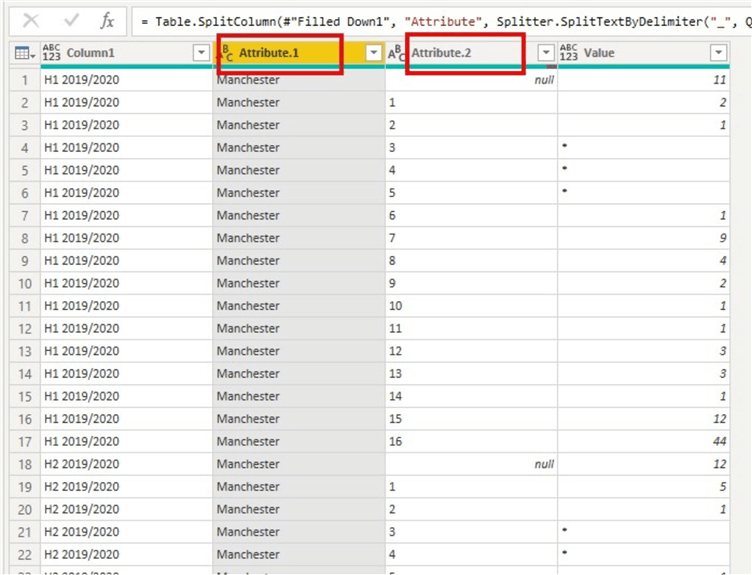 fx = Table.SplitColumn(#"Filled Down1", "Attribute", Splitter.SplitTextByDelimiter("_", Q
ABC 123 Column1 ABC Attribute.1 ABC Attribute.2 ABC 123 Value
1 H1 2019/2020 Manchester null 11
2 H1 2019/2020 Manchester 1 2
3 H1 2019/2020 Manchester 2 1
4 H1 2019/2020 Manchester 3 *
5 H1 2019/2020 Manchester 4 *
6 H1 2019/2020 Manchester 5 *
7 H1 2019/2020 Manchester 6 1
8 H1 2019/2020 Manchester 7 9
9 H1 2019/2020 Manchester 8 4
10 H1 2019/2020 Manchester 9 2
11 H1 2019/2020 Manchester 10 1
12 H1 2019/2020 Manchester 11 1
13 H1 2019/2020 Manchester 12 3
14 H1 2019/2020 Manchester 13 3
15 H1 2019/2020 Manchester 14 1
16 H1 2019/2020 Manchester 15 12
17 H1 2019/2020 Manchester 16 44
18 H2 2019/2020 Manchester null 12
19 H2 2019/2020 Manchester 1 5
20 H2 2019/2020 Manchester 2 1
21 H2 2019/2020 Manchester 3 *
22 H2 2019/2020 Manchester 4 *